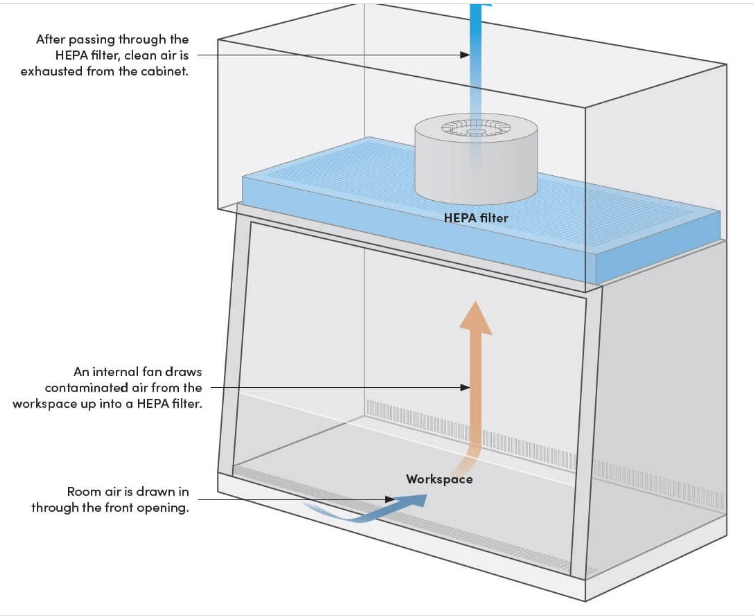 After passing through the
HEPA filter, clean air is
exhausted from the cabinet.
HEPA filter
An internal fan draws
contaminated air from the
workspace up into a HEPA filter.
Workspace
Room air is drawn in
through the front opening.